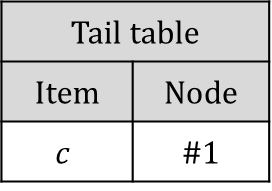 Tail table
Item Node
c #1